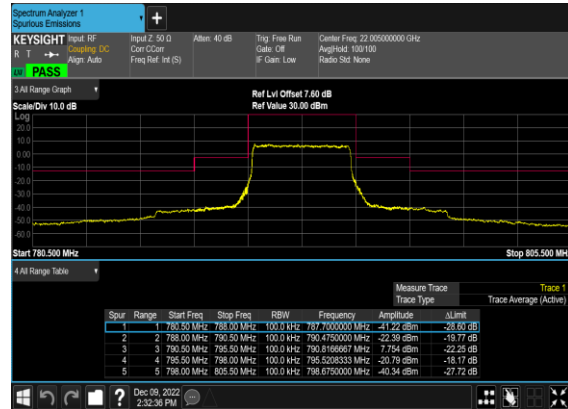 Spectrum Analyzer 1
Spurious Emissions
+
KEYSIGHT Input: RF Input Z: 50 Ω Atten: 40 dB Trig: Free Run Center Freq: 22.005000000 GHz
R T Coupling: DC Corr CCorr Gate: Off Avg|Hold: 100/100
Align: Auto Freq Ref: Int (S) IF Gain: Low Radio Std: None
LW PASS
3 All Range Graph
Ref Lvl Offset 7.60 dB
Scale/Div 10.0 dB Ref Value 30.00 dBm
Log
20.0
10.0
0.00
-10.0
-20.0
-30.0
-40.0
-50.0
-60.0
Start 780.500 MHz Stop 805.500 MH
4 All Range Table
Measure Trace Trace 1
Trace Type Trace Average (Active)
Spur Range Start Freq Stop Freq RBW Frequency Amplitude ΔLimit
1 1 780.50 MHz 788.00 MHz 100.0 kHz 787.7000000 MHz -41.22 dBm -28.60 dB
2 2 788.00 MHz 790.50 MHz 100.0 kHz 790.4750000 MHz -22.39 dBm -19.77 dB
3 3 790.50 MHz 795.50 MHz 100.0 kHz 790.8166667 MHz 7.754 dBm -22.25 dB
4 4 795.50 MHz 798.00 MHz 100.0 kHz 795.5208333 MHz -20.79 dBm -18.17 dB
5 5 798.00 MHz 805.50 MHz 100.0 kHz 798.6750000 MHz -40.34 dBm -27.72 dB
? Dec 09, 2022
2:32:36 PM